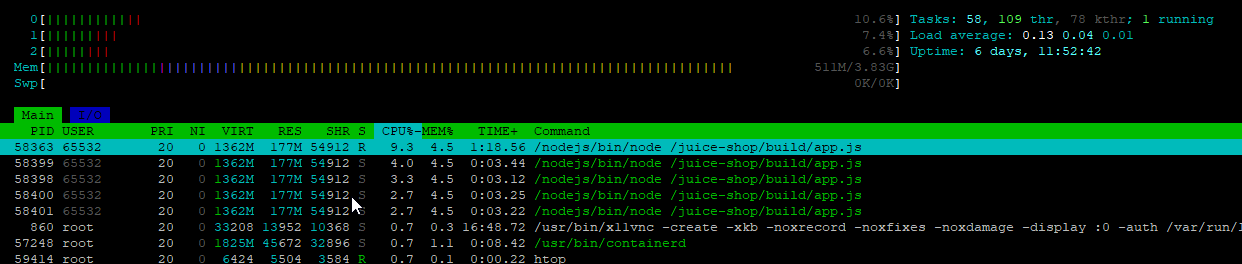 0[||||||||||||| 10.6%] Tasks: 58, 109 thr, 78 kthr; 1 running
1[||||||||| 7.4%] Load average: 0.13 0.04 0.01
2[|||||||| 6.6%] Uptime: 6 days, 11:52:42
Mem[ 511M/3.83G]
Swp[ 0K/0K]
Main I/O
PID USER PRI NI VIRT RES SHR S CPU%-MEM% TIME+ Command
58363 65532 20 0 1362M 177M 54912 R 9.3 4.5 1:18.56 /nodejs/bin/node /juice-shop/build/app.js
58399 65532 20 0 1362M 177M 54912 S 4.0 4.5 0:03.44 /nodejs/bin/node /juice-shop/build/app.js
58398 65532 20 0 1362M 177M 54912 S 3.3 4.5 0:03.12 /nodejs/bin/node /juice-shop/build/app.js
58400 65532 20 0 1362M 177M 54912 S 2.7 4.5 0:03.25 /nodejs/bin/node /juice-shop/build/app.js
58401 65532 20 0 1362M 177M 54912 S 2.7 4.5 0:03.22 /nodejs/bin/node /juice-shop/build/app.js
860 root 20 0 33208 13952 10368 S 0.7 0.3 16:48.72 /usr/bin/x11vnc -create -xkb -noxrecord -noxfixes -noxdamage -display :0 -auth /var/run/l
57248 root 20 0 1825M 45672 32896 S 0.7 1.1 0:08.42 /usr/bin/containerd
59414 root 20 0 6424 5504 3584 R 0.7 0.1 0:00.22 htop